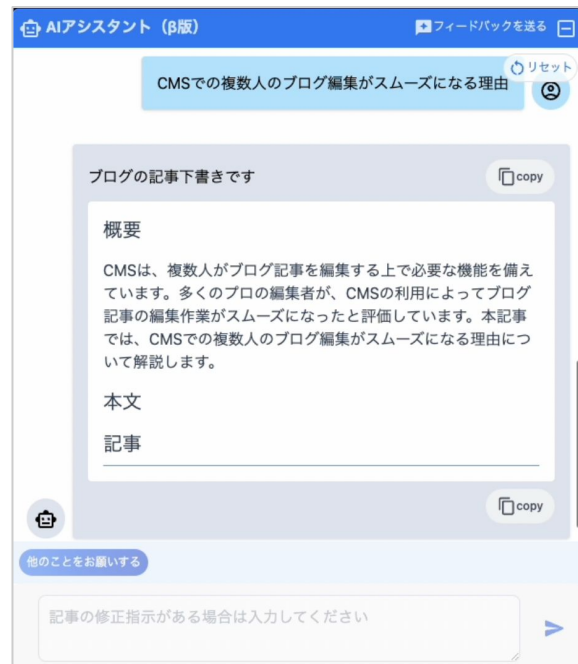 AIアシスタント（β版）
フィードバックを送る
リセット
CMSでの複数人のブログ編集がスムーズになる理由
ブログの記事下書きです
copy
概要
CMSは、複数人がブログ記事を編集する上で必要な機能を備え
ています。多くのプロの編集者が、CMSの利用によってブログ
記事の編集作業がスムーズになったと評価しています。本記事
では、CMSでの複数人のブログ編集がスムーズになる理由につ
いて解説します。
本文
記事
copy
他のことをお願いする
記事の修正指示がある場合は入力してください